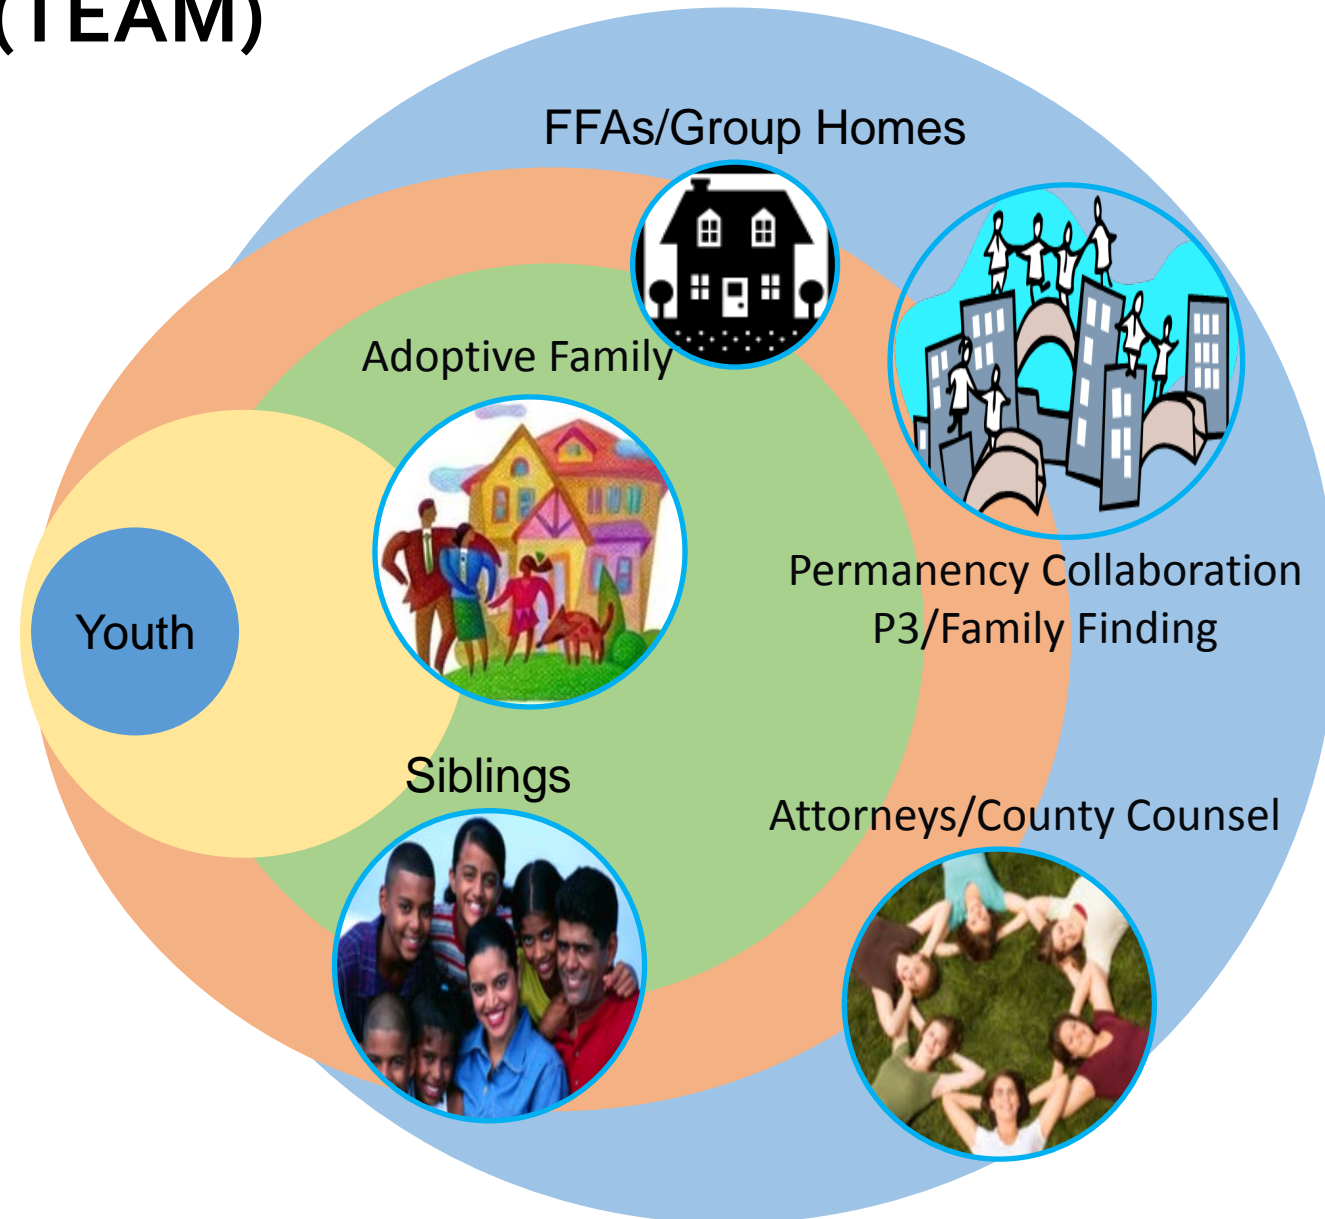 (TEAM)
FFAs/Group Homes
Adoptive Family
Permanency Collaboration
P3/Family Finding
Youth
Siblings
Attorneys/County Counsel